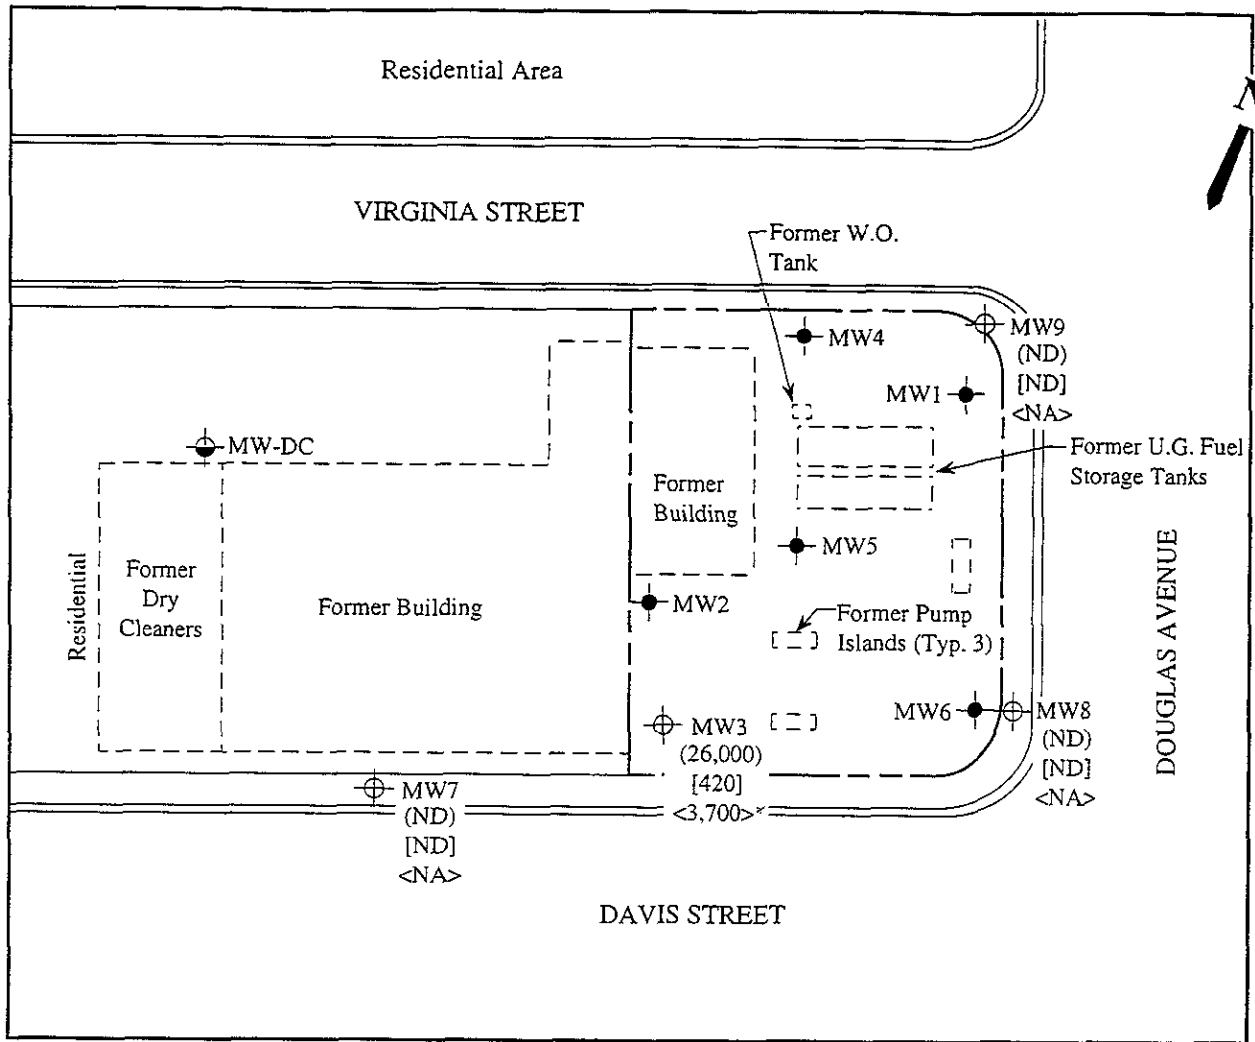 Residential Area
N
VIRGINIA STREET
Former W.O.
Tank
MW4
MW9
(ND)
[ND]
<NA>
MW1
MW-DC
Former U.G. Fuel
Storage Tanks
Former
Building
MW5
Residential
Former
Dry
Cleaners
Former Building
MW2
Former Pump
Islands (Typ. 3)
DOUGLAS AVENUE
MW3
(26,000)
[420]
<3,700>*
MW6
MW8
(ND)
[ND]
<NA>
MW7
(ND)
[ND]
<NA>
DAVIS STREET